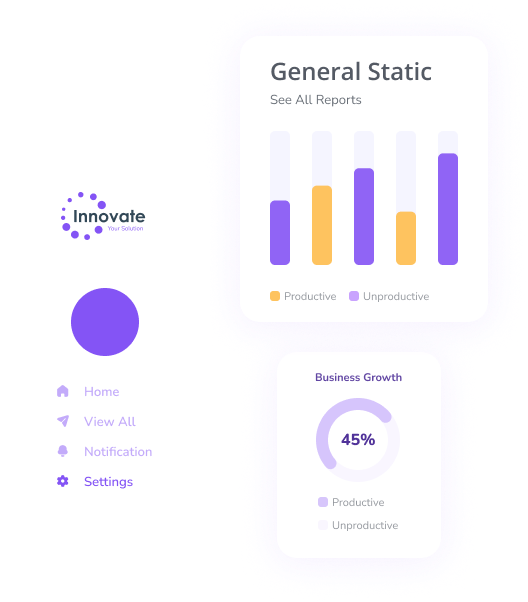 Innovate
Your Solution
Home
View All
Notification
Settings
General Static
See All Reports
Productive
Unproductive
Business Growth
45%
Productive
Unproductive